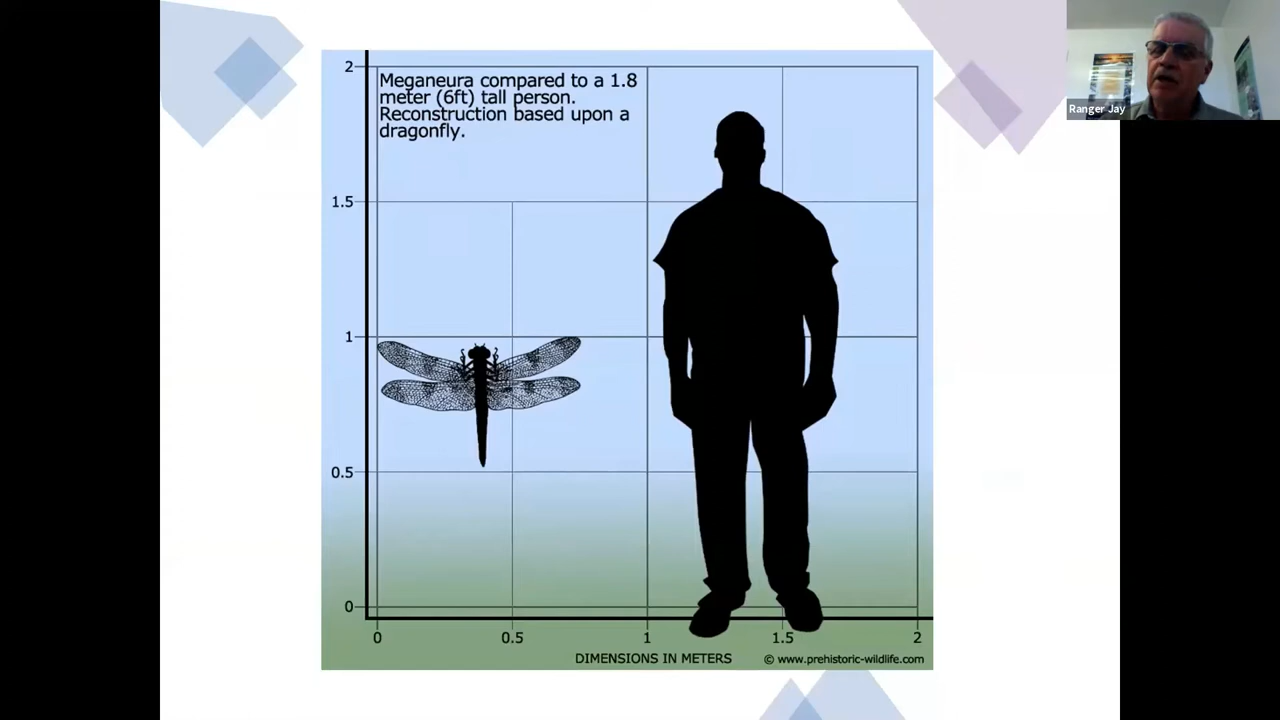 Meganeura compared to a 1.8
meter (6ft) tall person.
Reconstruction based upon a
dragonfly.
Ranger Jay
2
1.5
1
0.5
0
0
0.5
1
1.5
2
DIMENSIONS IN METERS
© www.prehistoric-wildlife.com